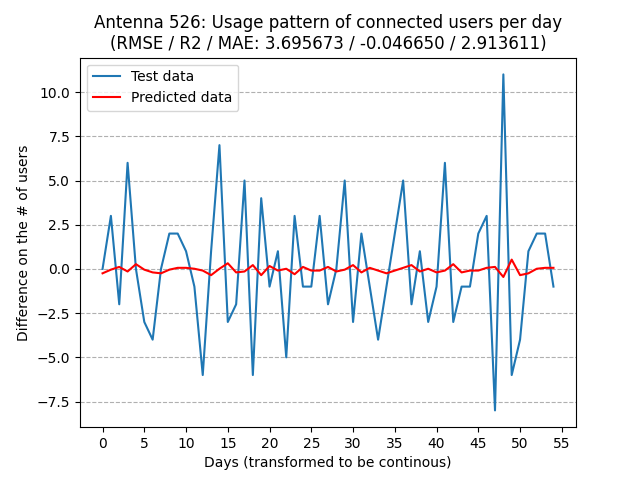 Antenna 526: Usage pattern of connected users per day
(RMSE / R2 / MAE: 3.695673 / -0.046650 / 2.913611)
Test data
Predicted data
Difference on the # of users
10.0
7.5
5.0
2.5
0.0
−2.5
−5.0
−7.5
0 5 10 15 20 25 30 35 40 45 50 55
Days (transformed to be continous)